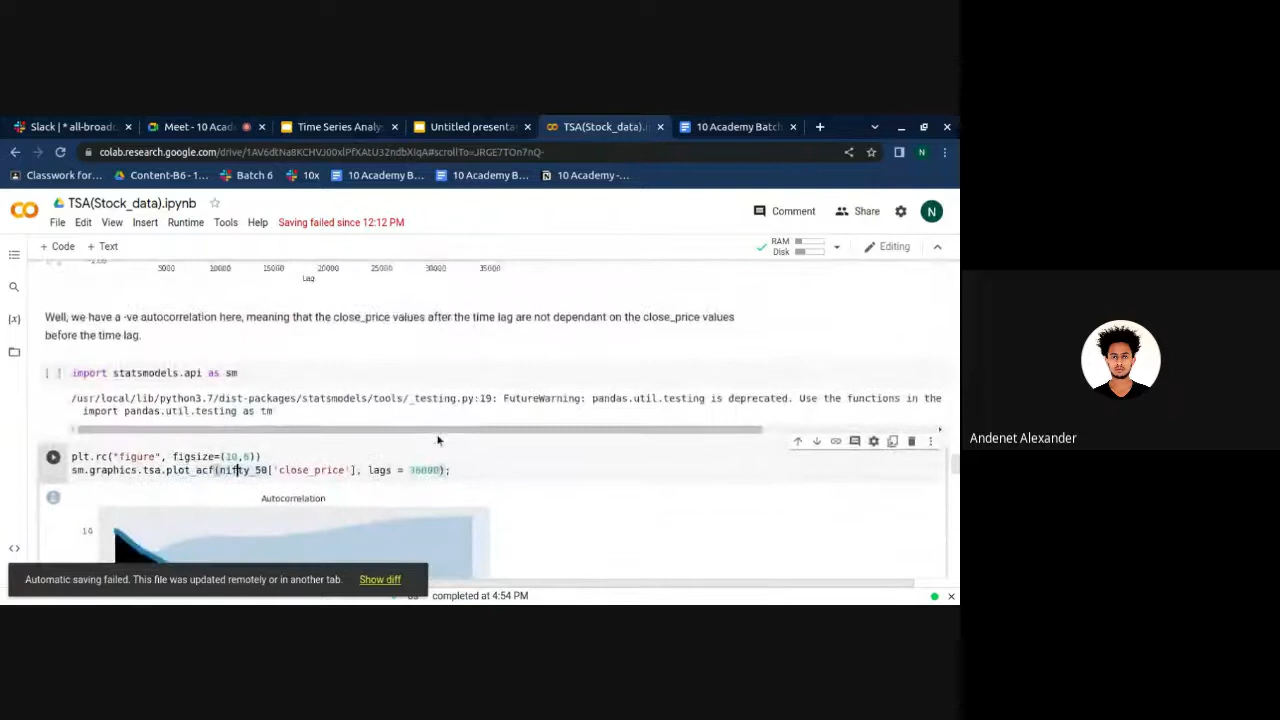 Slack | * all-broad
Meet - 10 Acad
Time Series Analy
Untitled presenta
TSA(Stock_data).i
10 Academy Batch
colab.research.google.com/drive/1AV6dtNa8KCHVJ00xlPfXAtU32ndbXIqA#scrollTo=JRGE7TOn7nQ-
N
Classwork for...
Content-B6 - 1...
Batch 6
10x
10 Academy B...
10 Academy B...
10 Academy -...
TSA(Stock_data).ipynb
Comment
Share
N
File Edit View Insert Runtime Tools Help Saving failed since 12:12 PM
+ Code + Text
RAM
Disk
Editing
5000 10000 15000 20000 25000 30000 35000
Lag
Well, we have a -ve autocorrelation here, meaning that the close_price values after the time lag are not dependant on the close_price values
before the time lag.
[ ] import statsmodels.api as sm
/usr/local/lib/python3.7/dist-packages/statsmodels/tools/_testing.py:19: FutureWarning: pandas.util.testing is deprecated. Use the functions in the
import pandas.util.testing as tm
plt.rc("figure", figsize=(10,6))
sm.graphics.tsa.plot_acf(nifty_50['close_price'], lags = 36000);
Autocorrelation
Automatic saving failed. This file was updated remotely or in another tab. Show diff
completed at 4:54 PM
Andenet Alexander